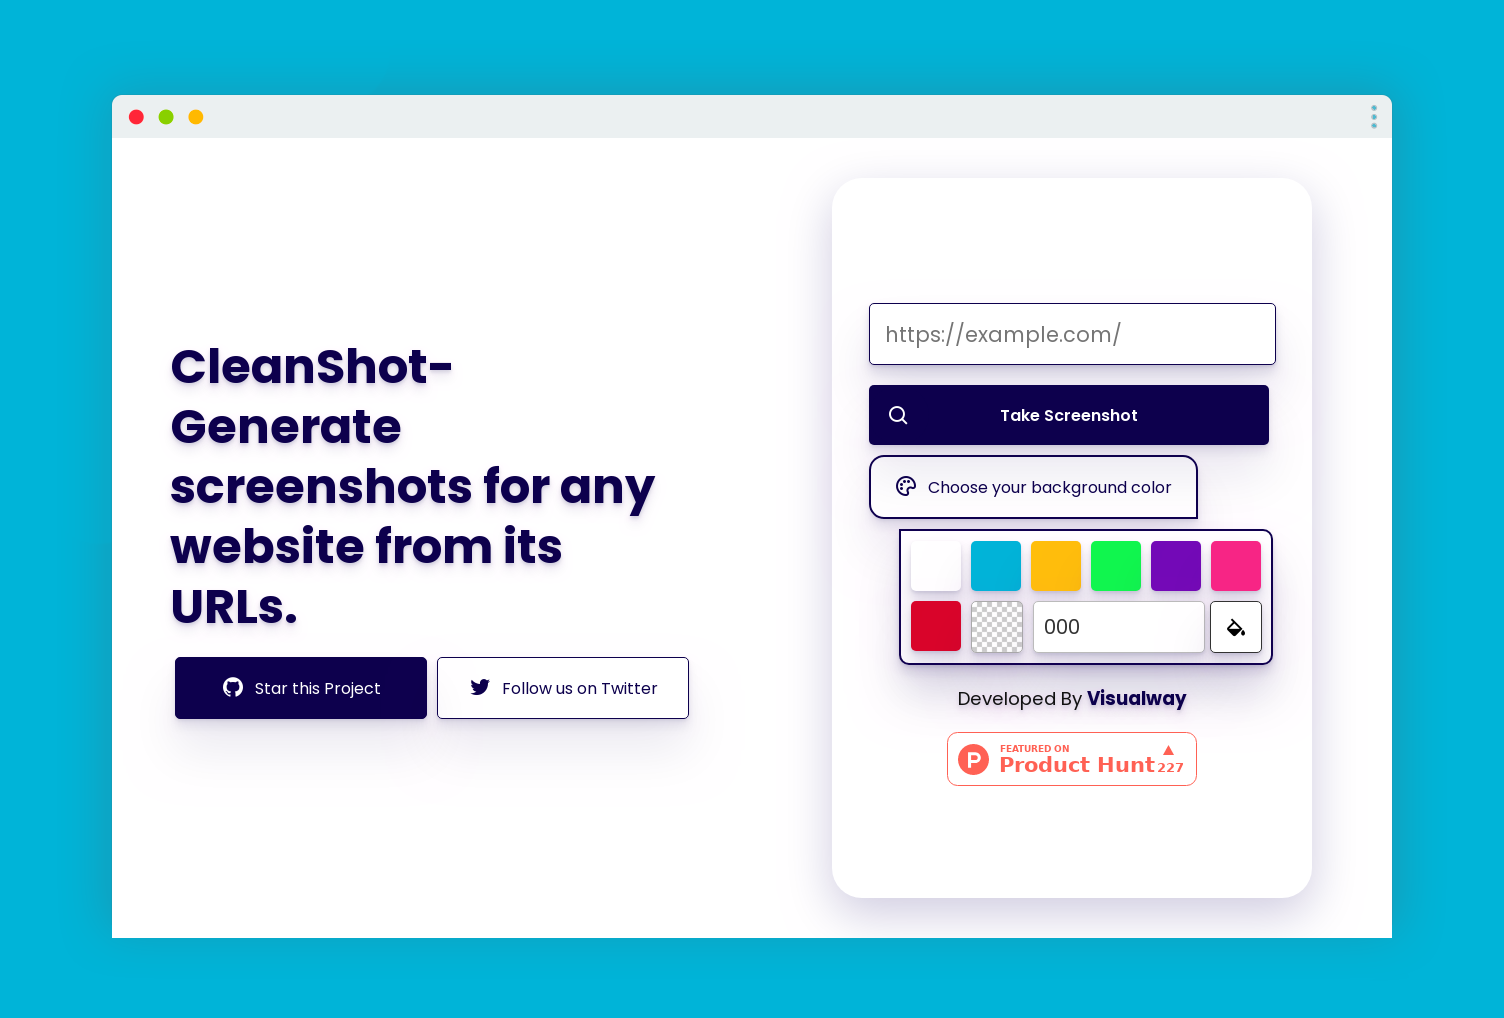 CleanShot-
Generate
screenshots for any
website from its
URLs.
Star this Project
Follow us on Twitter
https://example.com/
Take Screenshot
Choose your background color
000
Developed By Visualway
P
FEATURED ON
Product Hunt
227